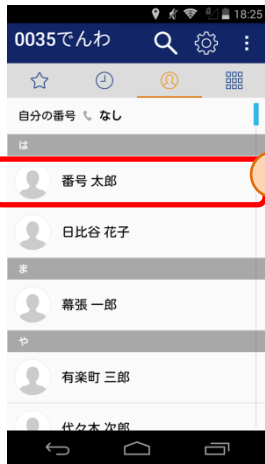 18:25
0035でんわ
自分の番号 なし
は
番号 太郎
日比谷 花子
ま
幕張 一郎
や
有楽町 三郎
代々木 次郎